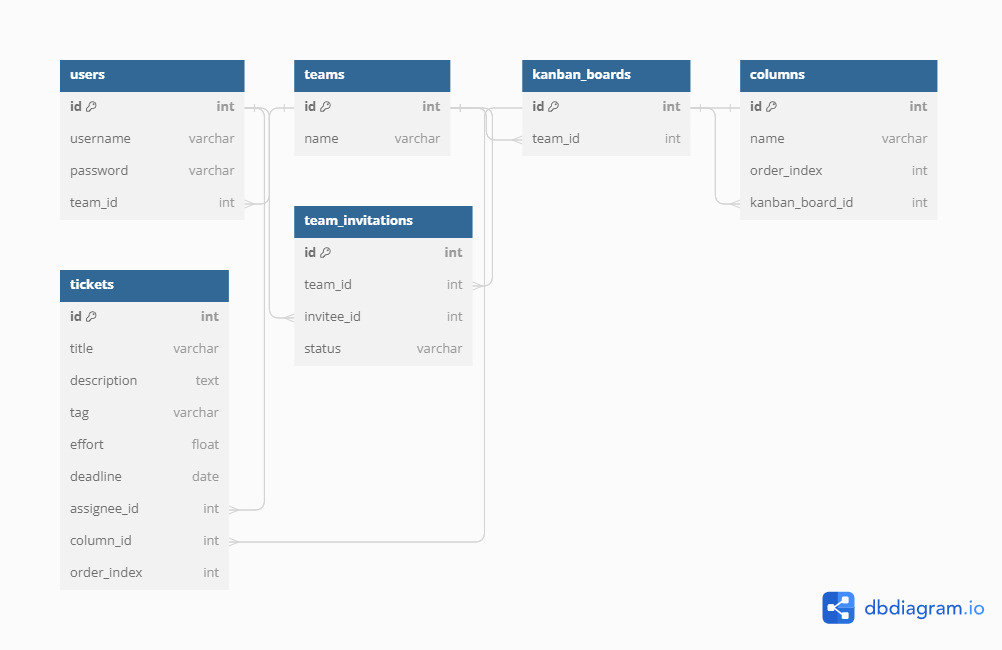 users
id int
username varchar
password varchar
team_id int
teams
id int
name varchar
kanban_boards
id int
team_id int
columns
id int
name varchar
order_index int
kanban_board_id int
team_invitations
id int
team_id int
invitee_id int
status varchar
tickets
id int
title varchar
description text
tag varchar
effort float
deadline date
assignee_id int
column_id int
order_index int
dbdiagram.io